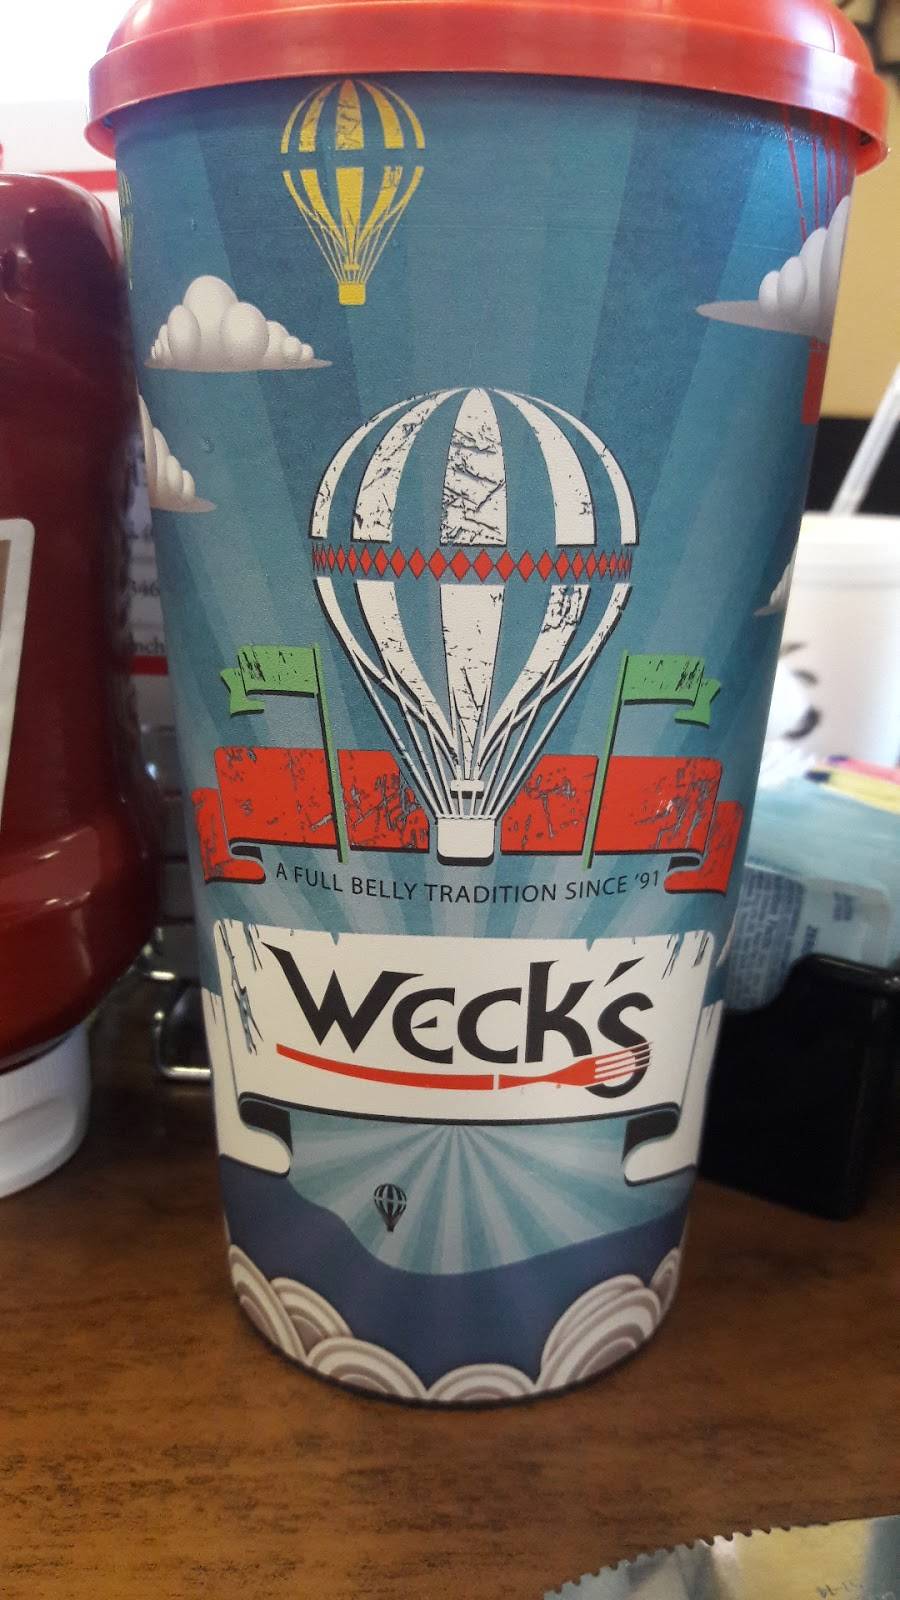 A FULL BELLY TRADITION SINCE '91
Weck's